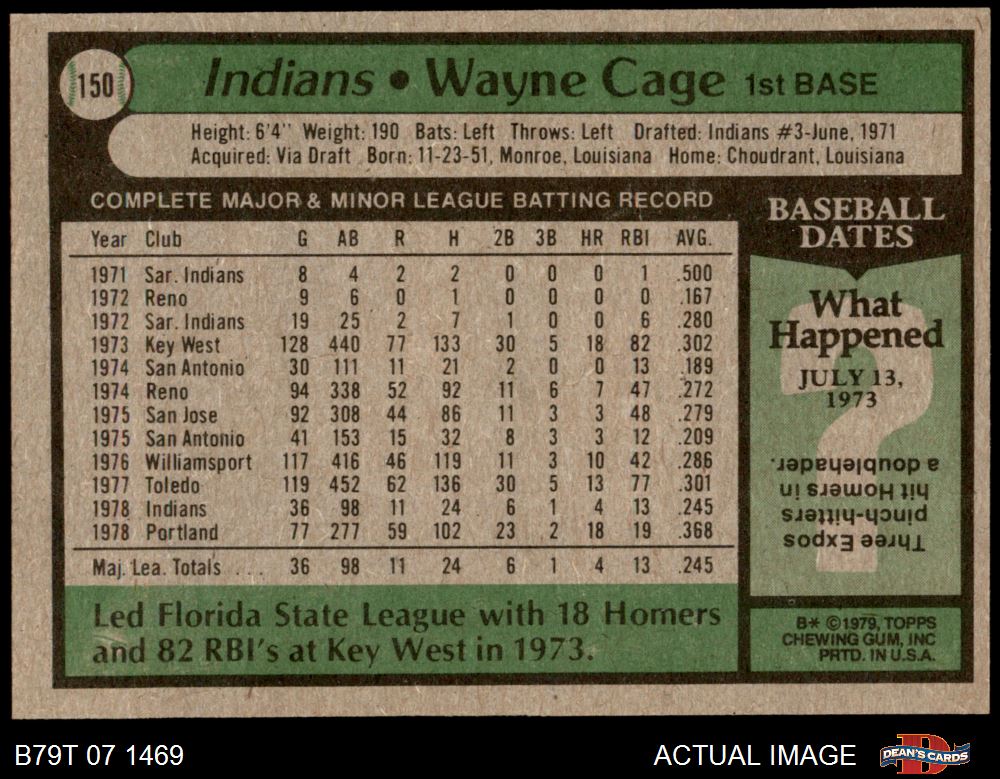 150
Indians • Wayne Cage 1st BASE
Height: 6'4" Weight: 190 Bats: Left Throws: Left Drafted: Indians #3-June, 1971
Acquired: Via Draft Born: 11-23-51, Monroe, Louisiana Home: Choudrant, Louisiana
COMPLETE MAJOR & MINOR LEAGUE BATTING RECORD
Year Club G AB R H 2B 3B HR RBI AVG.
1971 Sar. Indians 8 4 2 2 0 0 0 1 .500
1972 Reno 9 6 0 1 0 0 0 0 .167
1972 Sar. Indians 19 25 2 7 1 0 0 6 .280
1973 Key West 128 440 77 133 30 5 18 82 .302
1974 San Antonio 30 111 11 21 2 0 0 13 .189
1974 Reno 94 338 52 92 11 6 7 47 .272
1975 San Jose 92 308 44 86 11 3 3 48 .279
1975 San Antonio 41 153 15 32 8 3 3 12 .209
1976 Williamsport 117 416 46 119 11 3 10 42 .286
1977 Toledo 119 452 62 136 30 5 13 77 .301
1978 Indians 36 98 11 24 6 1 4 13 .245
1978 Portland 77 277 59 102 23 2 18 19 .368
Maj. Lea. Totals . . . 36 98 11 24 6 1 4 13 .245
Led Florida State League with 18 Homers
and 82 RBI's at Key West in 1973.
BASEBALL
DATES
What
Happened
JULY 13,
1973
?
Three Expos
pinch-hitters
hit Homers in
a doubleheader.
B* ©1979, TOPPS
CHEWING GUM, INC
PRTD. IN U.S.A.
B79T 07 1469
ACTUAL IMAGE
D
DEAN'S CARDS